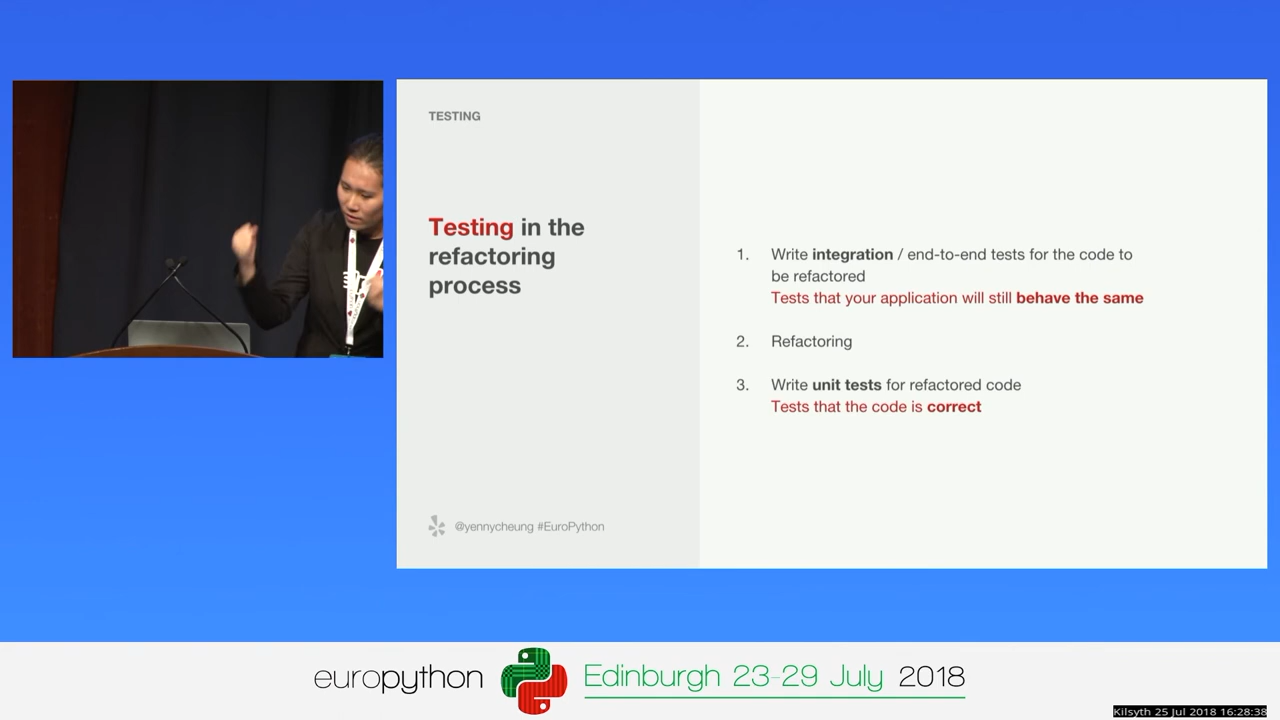 TESTING
Testing in the
refactoring
process
1. Write integration / end-to-end tests for the code to
be refactored
Tests that your application will still behave the same
2. Refactoring
3. Write unit tests for refactored code
Tests that the code is correct
@yennycheung #EuroPython
europython
Edinburgh 23-29 July 2018
Kilsyth 25 Jul 2018 16:28:38